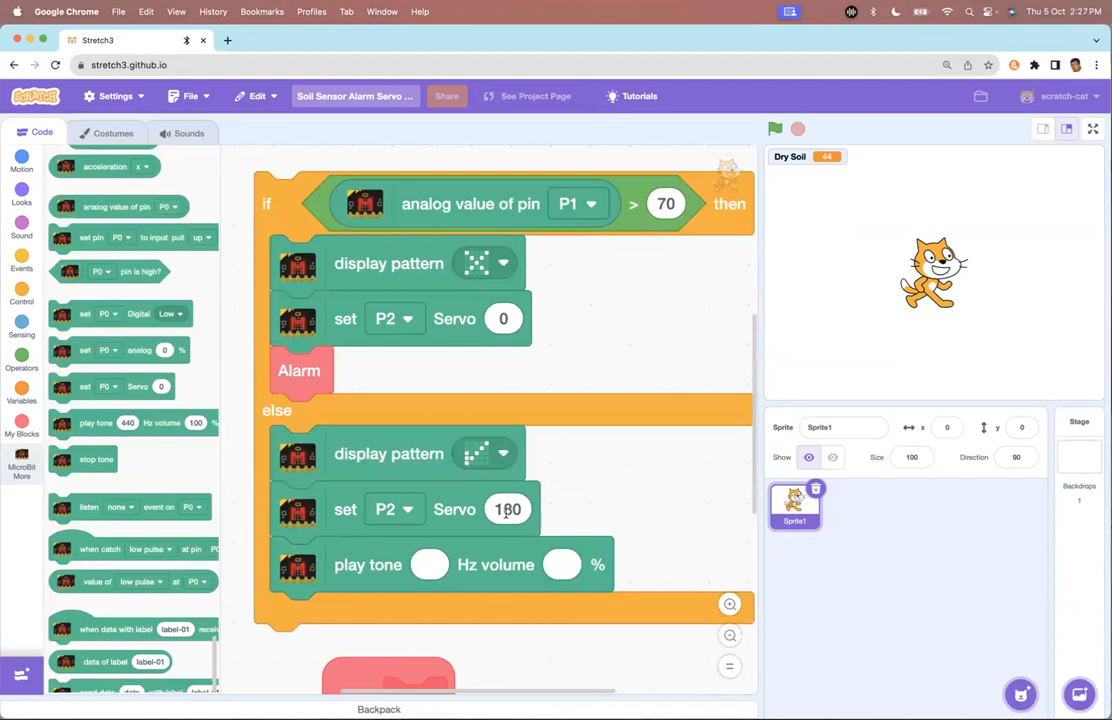 Google Chrome File Edit View History Bookmarks Profiles Tab Window Help Thu 5 Oct 2:27 PM
Stretch3
stretch3.github.io
SCRATCH Settings File Edit Soil Sensor Alarm Servo ... Share See Project Page Tutorials scratch-cat
Code Costumes Sounds
Motion
Looks
Sound
Events
Control
Sensing
Operators
Variables
My Blocks
MicroBit
More
acceleration x
analog value of pin P0
set pin P0 to input pull up
P0 pin is high?
set P0 Digital Low
set P0 analog 0 %
set P0 Servo 0
play tone 440 Hz volume 100 %
stop tone
listen none event on P0
when catch low pulse at pin
value of low pulse at P0
when data with label label-01
data of label label-01
if analog value of pin P1 > 70 then
display pattern
set P2 Servo 0
Alarm
else
display pattern
set P2 Servo 180
play tone Hz volume %
Backpack
Dry Soil 44
Sprite Sprite1 x 0 y 0
Show Size 100 Direction 90
Sprite1
Stage
Backdrops
1